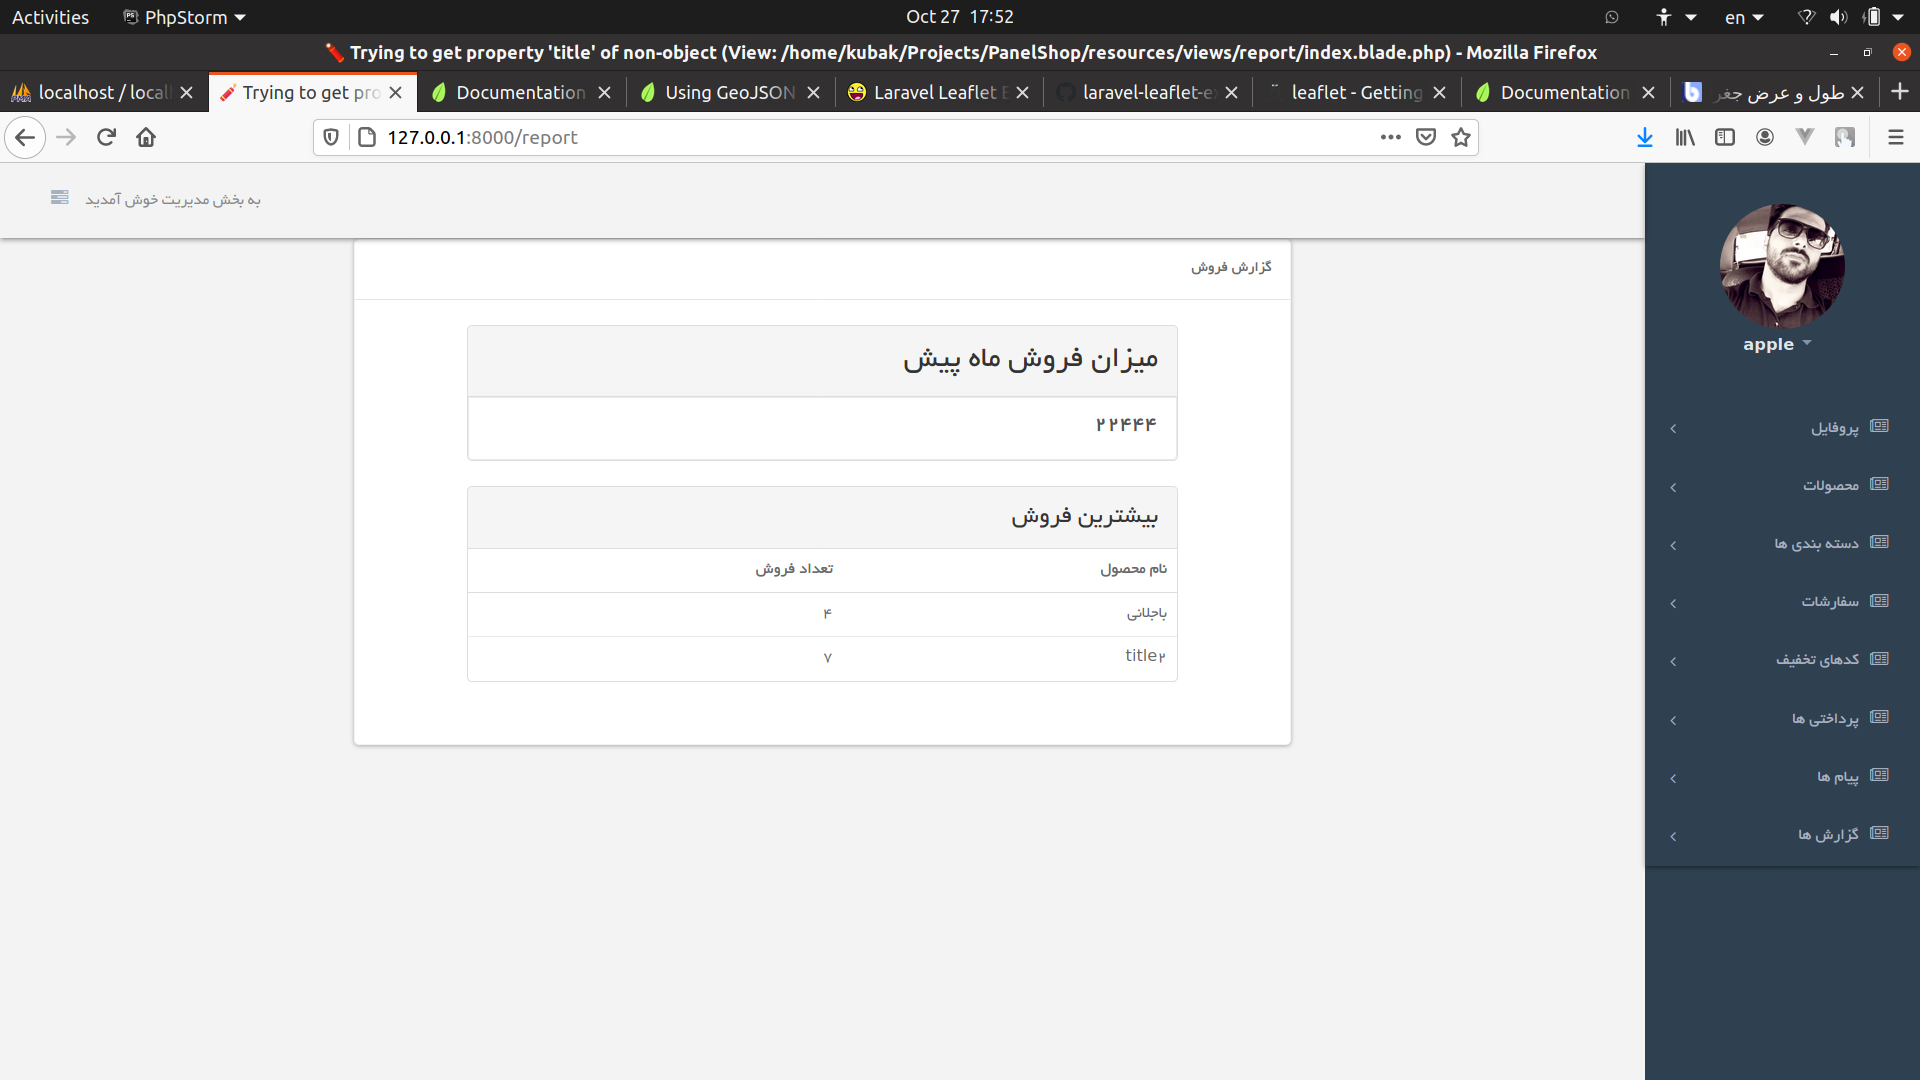 Activities PhpStorm Oct 27 17:52 en
Trying to get property 'title' of non-object (View: /home/kubak/Projects/PanelShop/resources/views/report/index.blade.php) - Mozilla Firefox
localhost / local Trying to get pro Documentation Using GeoJSON Laravel Leaflet E laravel-leaflet-e leaflet - Getting Documentation طول و عرض جغر
127.0.0.1:8000/report
به بخش مدیریت خوش آمدید
گزارش فروش
میزان فروش ماه پیش
۲۲۴۴۴
بیشترین فروش
نام محصول تعداد فروش
باجلانی ۴
title۲ ۷
apple
پروفایل
محصولات
دسته بندی ها
سفارشات
کدهای تخفیف
پرداختی ها
پیام ها
گزارش ها